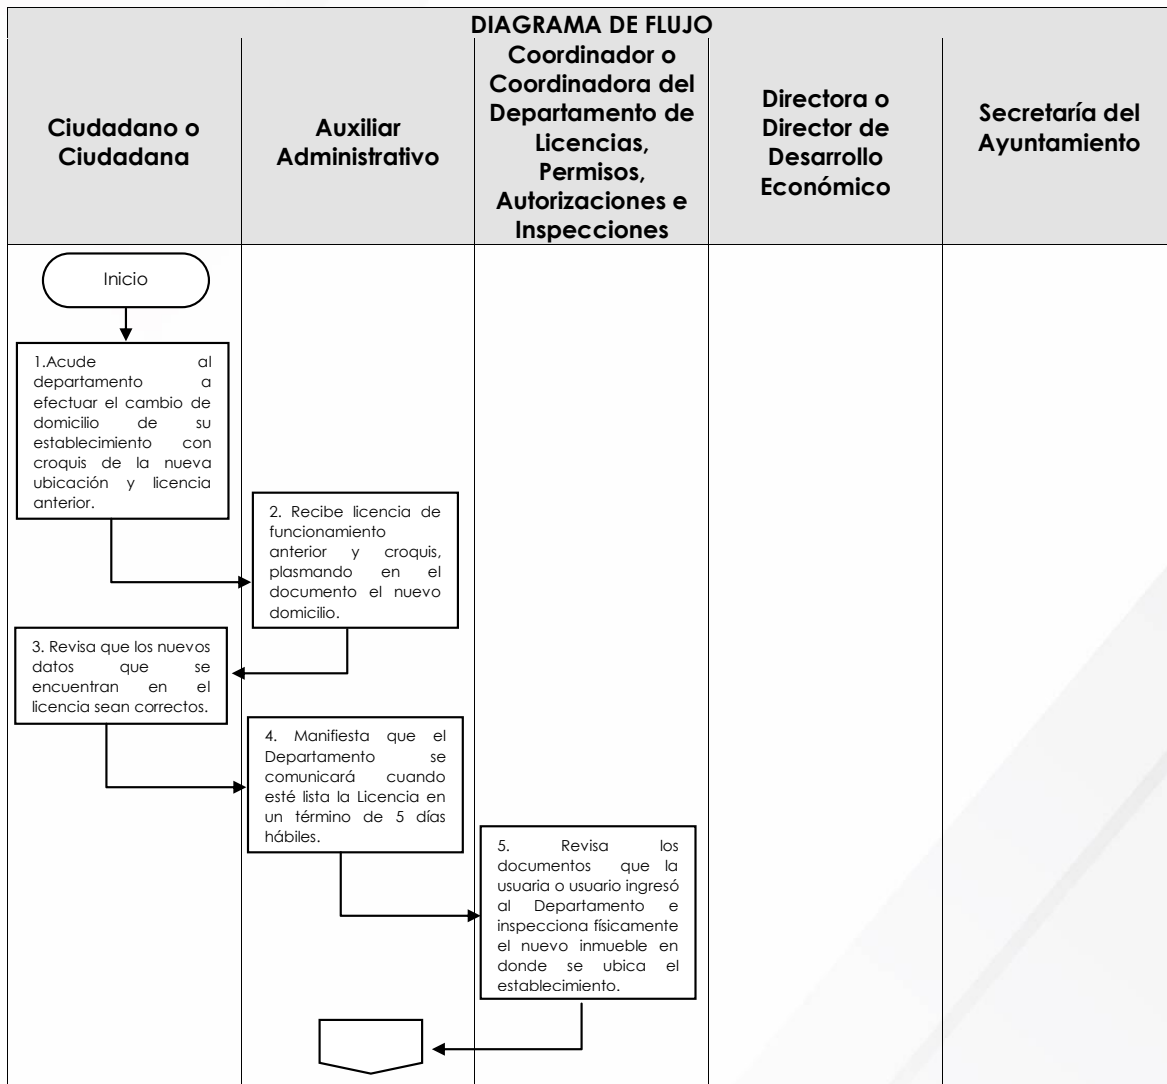 DIAGRAMA DE FLUJO
Ciudadano o
Ciudadana
Auxiliar
Administrativo
Coordinador o
Coordinadora del
Departamento de
Licencias,
Permisos,
Autorizaciones e
Inspecciones
Directora o
Director de
Desarrollo
Económico
Secretaría del
Ayuntamiento
Inicio
1.Acude al
departamento a
efectuar el cambio de
domicilio de su
establecimiento con
croquis de la nueva
ubicación y licencia
anterior.
2. Recibe licencia de
funcionamiento
anterior y croquis,
plasmando en el
documento el nuevo
domicilio.
3. Revisa que los nuevos
datos que se
encuentran en el
licencia sean correctos.
4. Manifiesta que el
Departamento se
comunicará cuando
esté lista la Licencia en
un término de 5 días
hábiles.
5. Revisa los
documentos que la
usuaria o usuario ingresó
al Departamento e
inspecciona físicamente
el nuevo inmueble en
donde se ubica el
establecimiento.